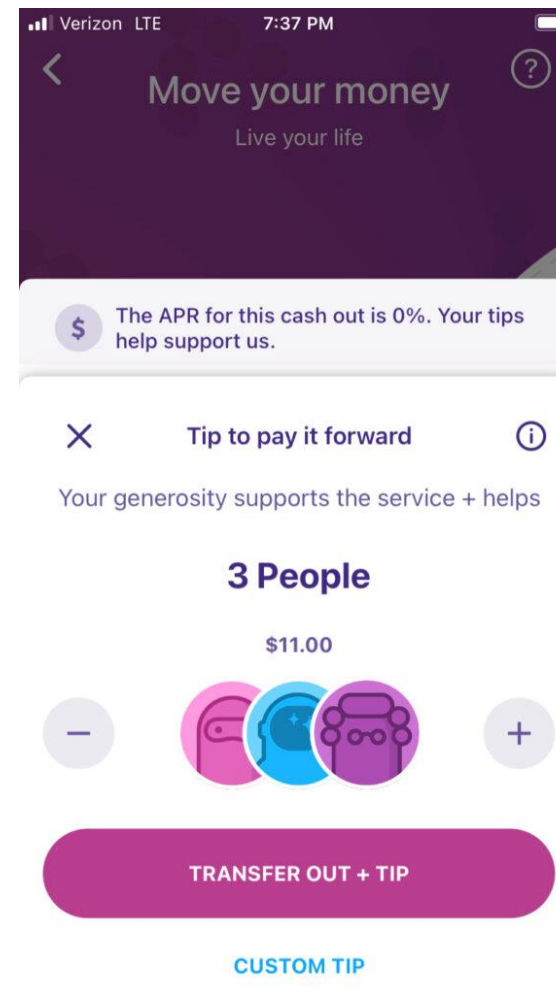 Verizon LTE 7:37 PM
?
Move your money
Live your life
$ The APR for this cash out is 0%. Your tips
help support us.
Tip to pay it forward
Your generosity supports the service + helps
3 People
$11.00
− +
TRANSFER OUT + TIP
CUSTOM TIP